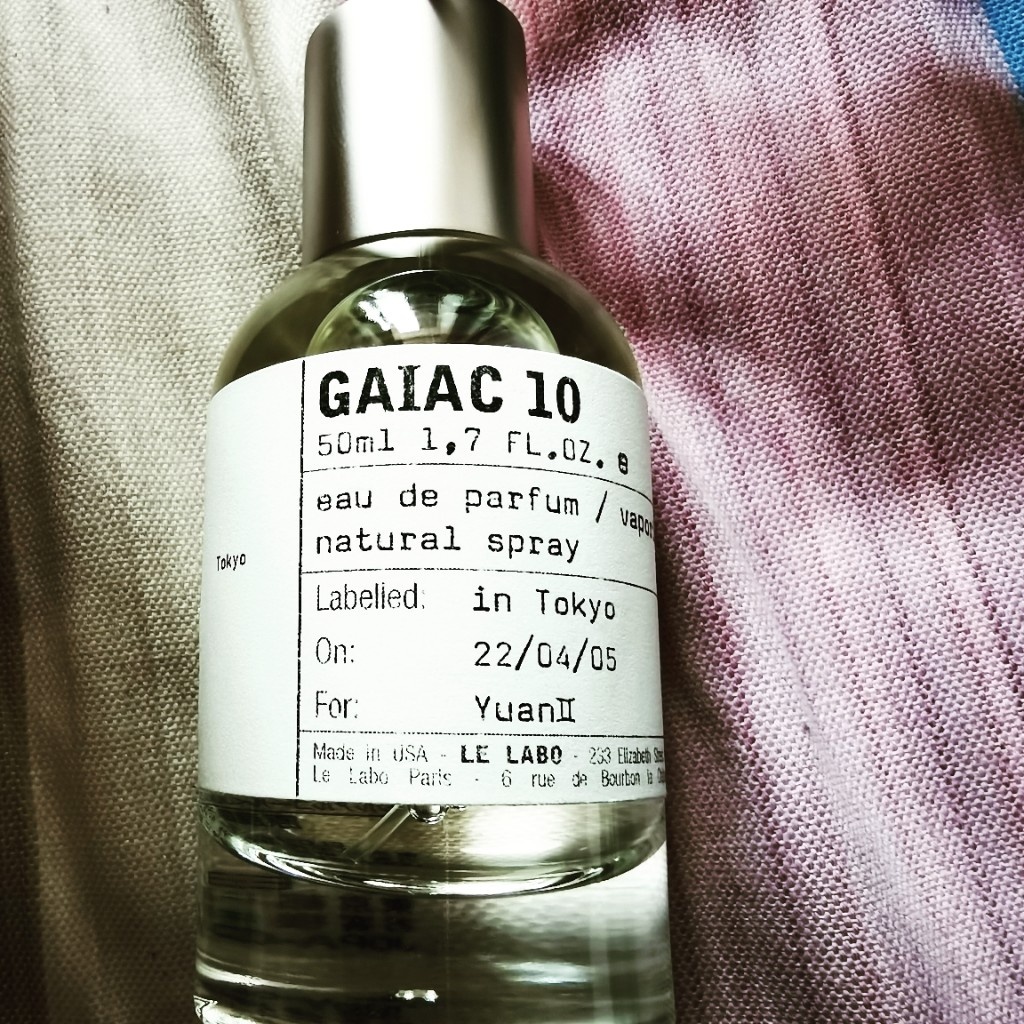 GAIAC 10
50ml 1,7 FL.OZ. e
eau de parfum /
natural spray
Tokyo
Labelled: in Tokyo
On: 22/04/05
For: YuanⅡ
Made in USA - LE LABO - 233 Elizabeth
Le Labo Paris - 6 rue de Bourbon le